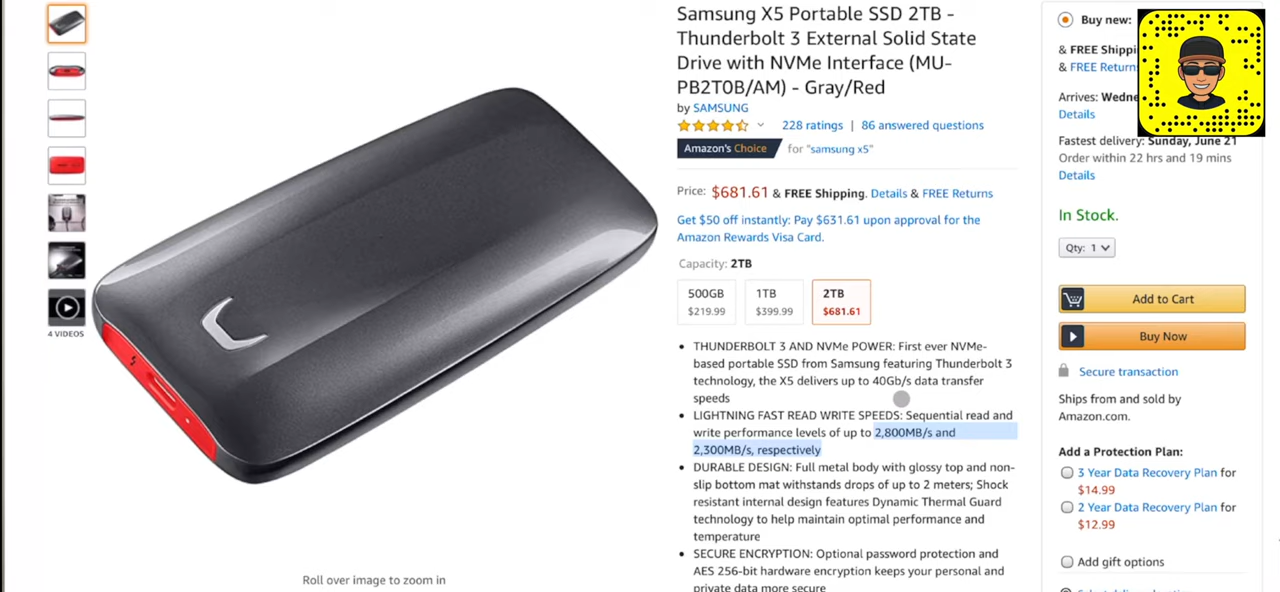 4 VIDEOS
Roll over image to zoom in
Samsung X5 Portable SSD 2TB -
Thunderbolt 3 External Solid State
Drive with NVMe Interface (MU-
PB2T0B/AM) - Gray/Red
by SAMSUNG
228 ratings | 86 answered questions
Amazon's Choice for "samsung x5"
Price: $681.61 & FREE Shipping. Details & FREE Returns
Get $50 off instantly: Pay $631.61 upon approval for the
Amazon Rewards Visa Card.
Capacity: 2TB
500GB 1TB 2TB
$219.99 $399.99 $681.61
• THUNDERBOLT 3 AND NVMe POWER: First ever NVMe-
based portable SSD from Samsung featuring Thunderbolt 3
technology, the X5 delivers up to 40Gb/s data transfer
speeds
• LIGHTNING FAST READ WRITE SPEEDS: Sequential read and
write performance levels of up to 2,800MB/s and
2,300MB/s, respectively
• DURABLE DESIGN: Full metal body with glossy top and non-
slip bottom mat withstands drops of up to 2 meters; Shock
resistant internal design features Dynamic Thermal Guard
technology to help maintain optimal performance and
temperature
• SECURE ENCRYPTION: Optional password protection and
AES 256-bit hardware encryption keeps your personal and
private data more secure
Buy new:
& FREE
& FREE
Arrives:
Details
Fastest delivery: Sunday, June 21
Order within 22 hrs and 19 mins
Details
In Stock.
Qty: 1
Add to Cart
Buy Now
Secure transaction
Ships from and sold by
Amazon.com.
Add a Protection Plan:
3 Year Data Recovery Plan for
$14.99
2 Year Data Recovery Plan for
$12.99
Add gift options